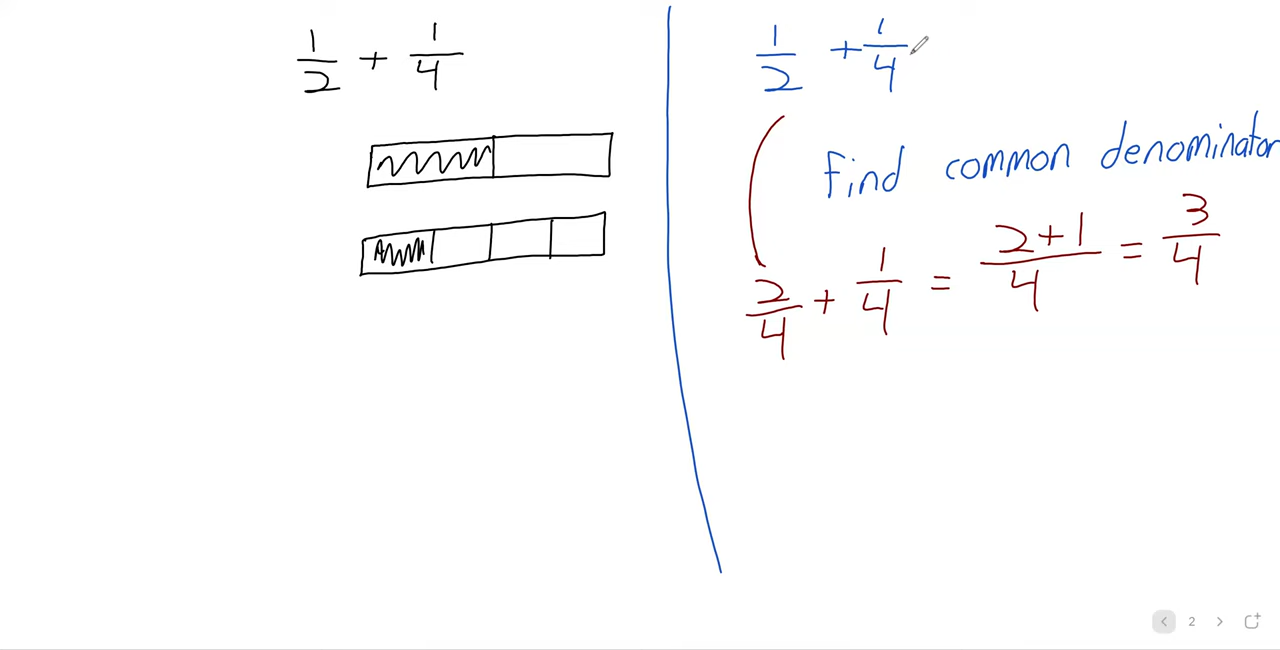 1/2 + 1/4
1/2 + 1/4
find common denominator
2/4 + 1/4 = 2+1/4 = 3/4
2